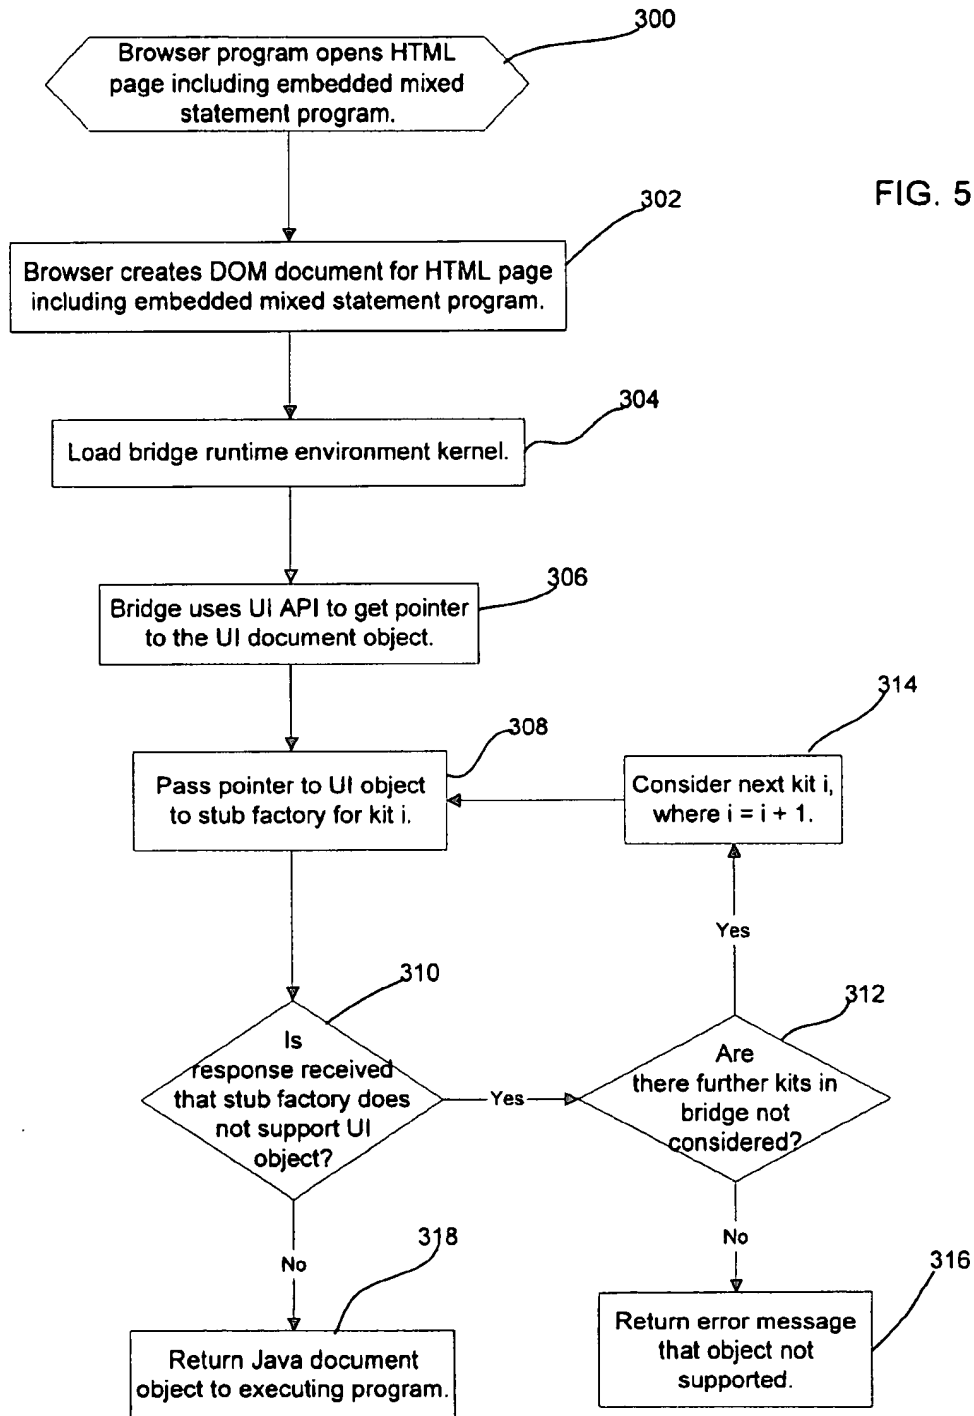 300
Browser program opens HTML
page including embedded mixed
statement program.
FIG. 5
302
Browser creates DOM document for HTML page
including embedded mixed statement program.
304
Load bridge runtime environment kernel.
306
Bridge uses UI API to get pointer
to the UI document object.
314
308
Pass pointer to UI object
to stub factory for kit i.
Consider next kit i,
where i = i + 1.
Yes
310
312
Is
response received
that stub factory does
not support UI
object?
Yes
Are
there further kits in
bridge not
considered?
No
318
No
316
Return Java document
object to executing program.
Return error message
that object not
supported.